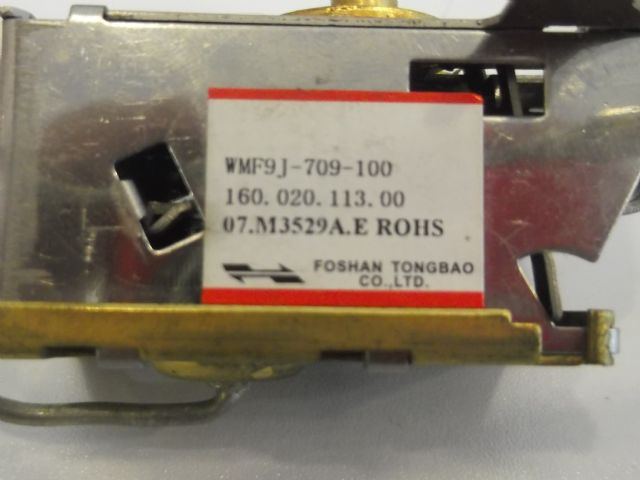 WMF9J-709-100
160.020.113.00
07.M3529A.E ROHS
FOSHAN TONGBAO
CO.,LTD.